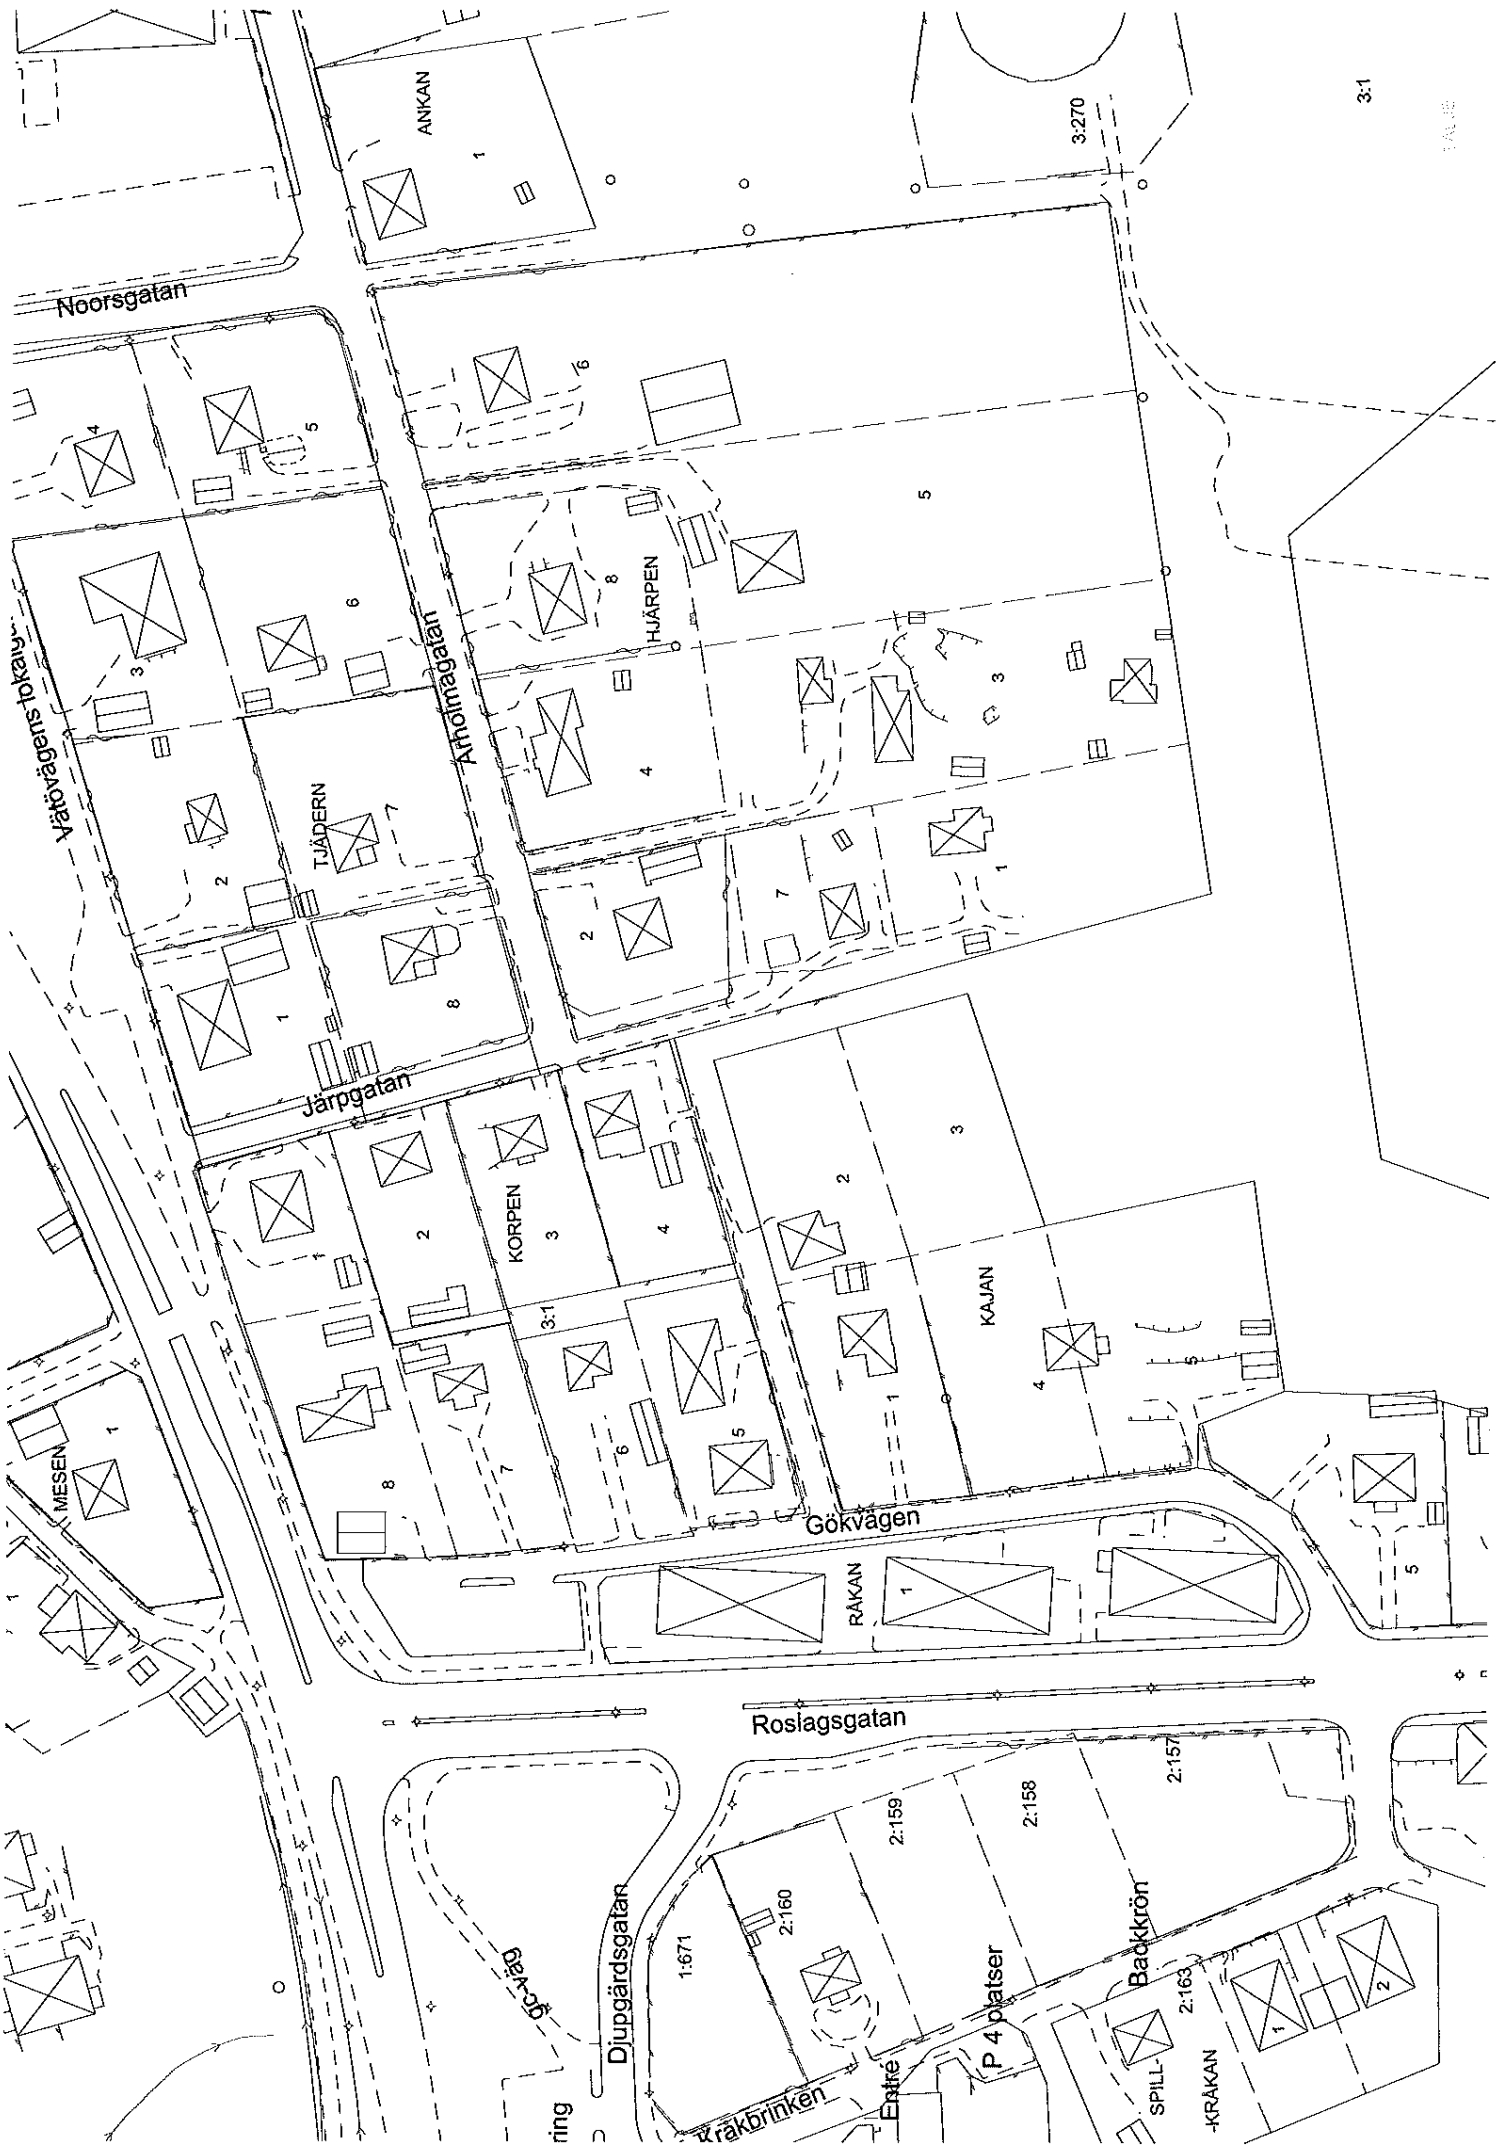 ANKAN
1
3:270
3:1
Noorsgatan
4
5
6
5
3
6
8
HJÄRPEN
Arholmagatan
3
4
TJÄDERN
7
2
2
7
1
1
8
Järpgatan
1
2
KORPEN
3
4
2
3
3:1
KAJAN
1
4
5
MESEN
1
8
7
6
5
Gökvägen
RÅKAN
1
5
1
Roslagsgatan
2:159
2:158
2:157
Djupgårdsgatan
1:671
2:160
gc-väg
P 4 platser
Backkrön
2:163
Entré
Kråkbrinken
SPILL-
-KRÅKAN
1
2
ring